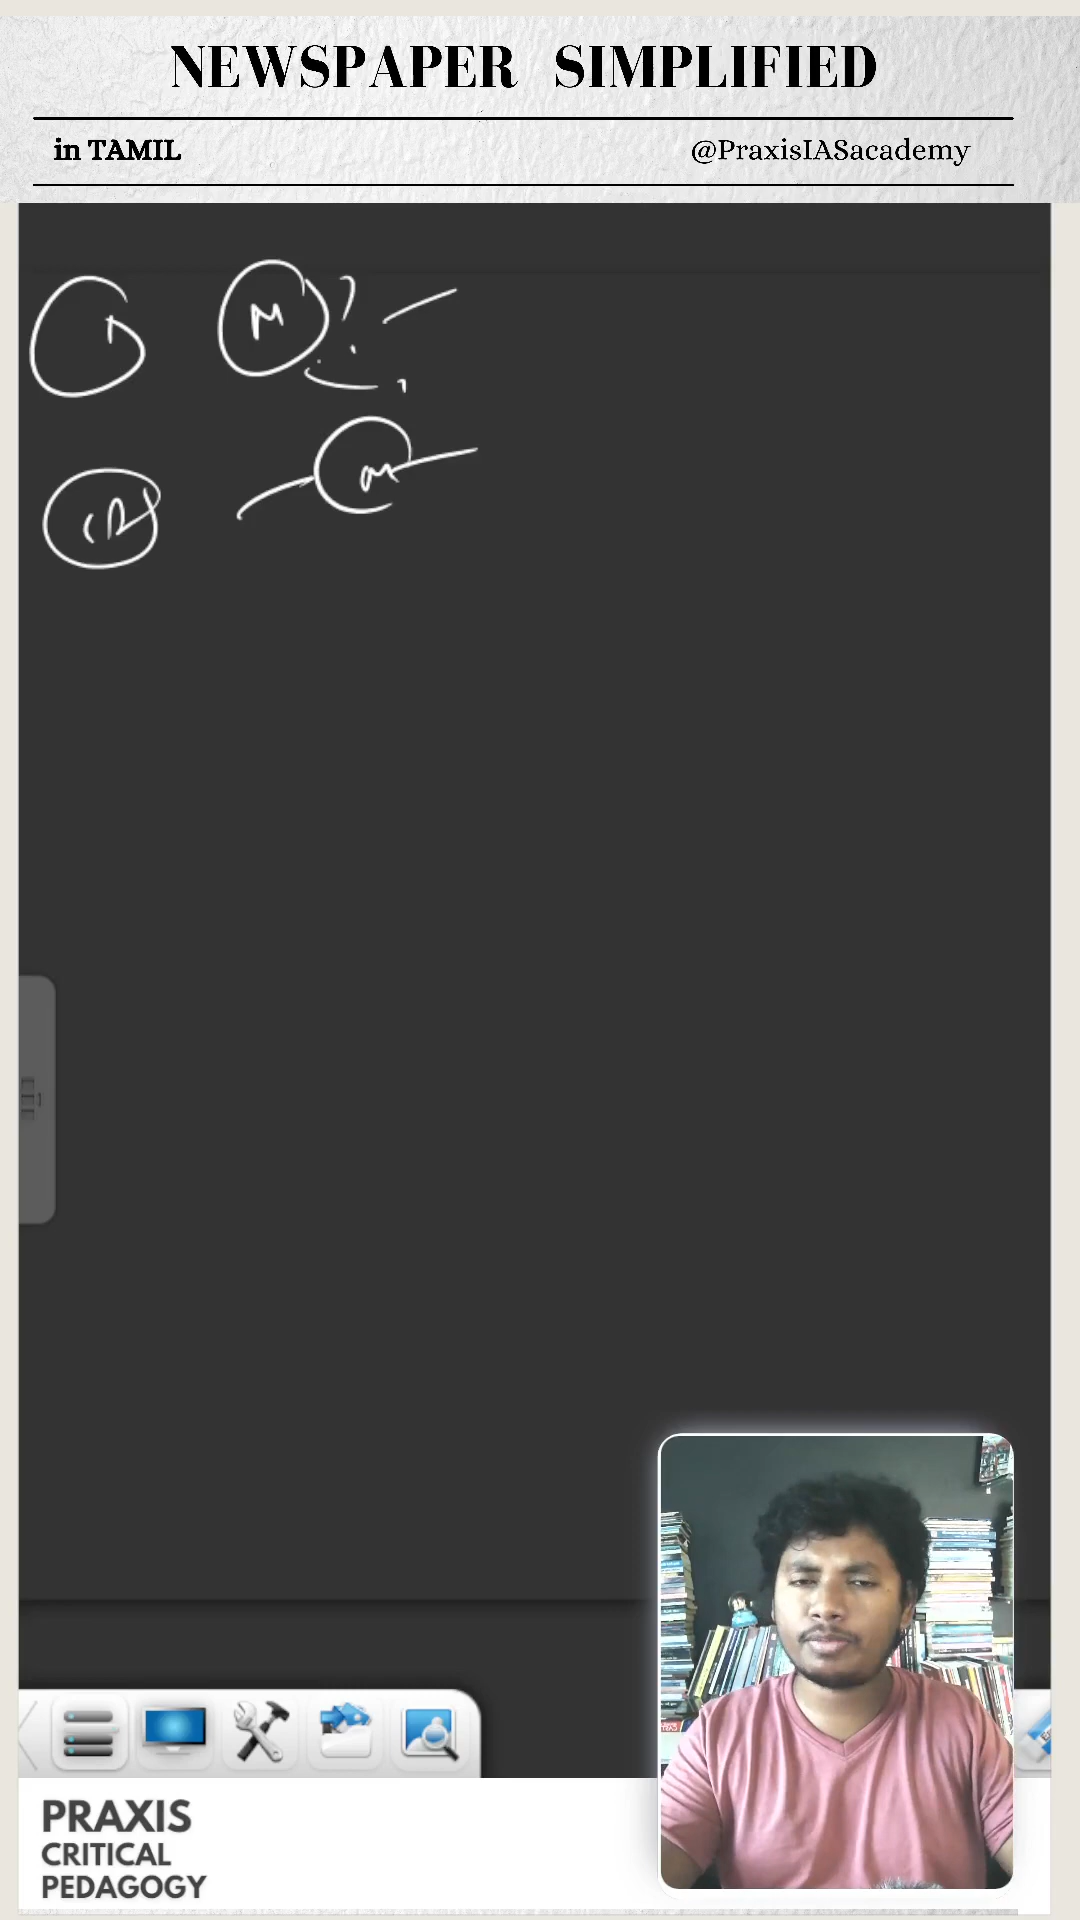 NEWSPAPER SIMPLIFIED
in TAMIL
@PraxisIASacademy
M ?
PRAXIS
CRITICAL
PEDAGOGY